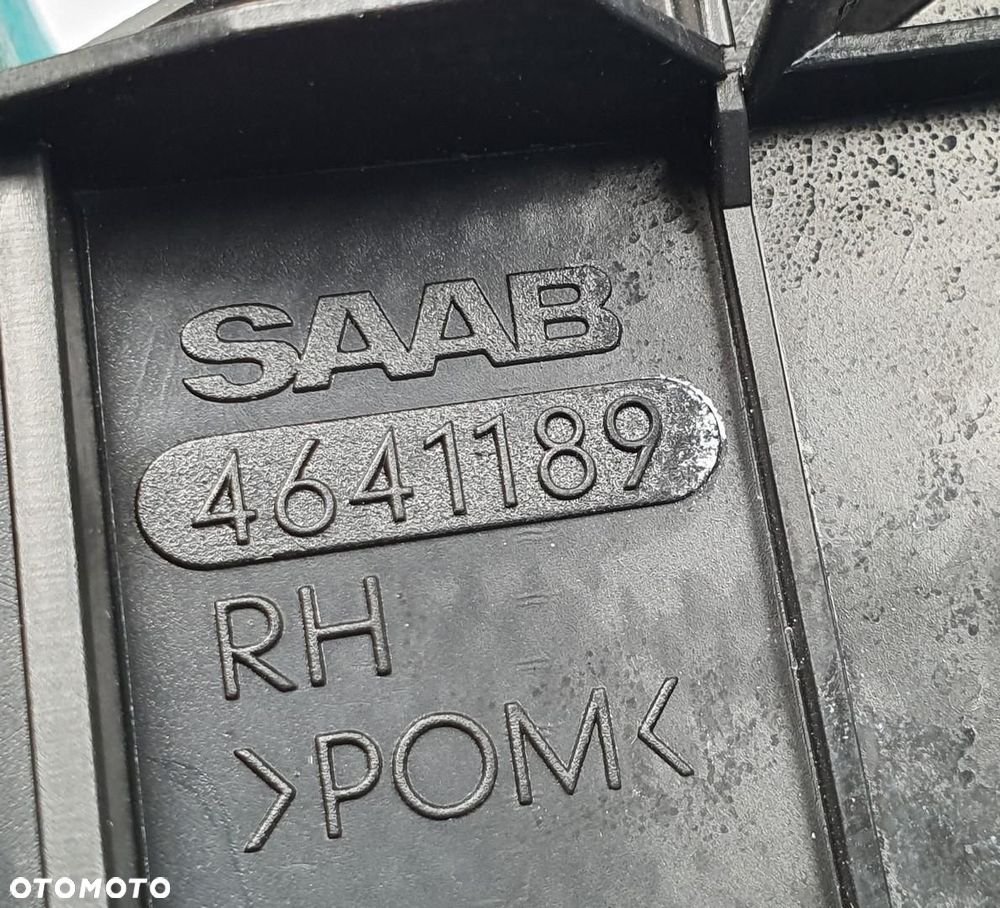 SAAB
4641189
RH
>POM<
OTOMOTO